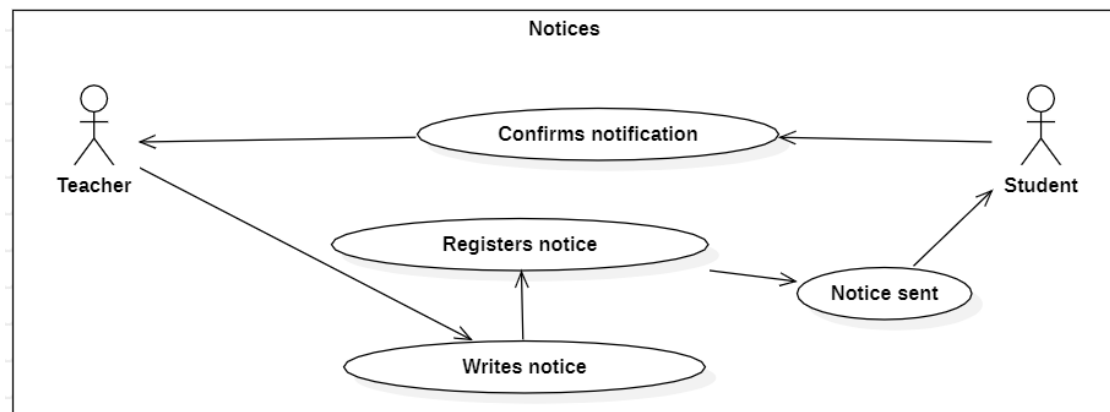 Notices
Confirms notification
Teacher
Student
Registers notice
Notice sent
Writes notice